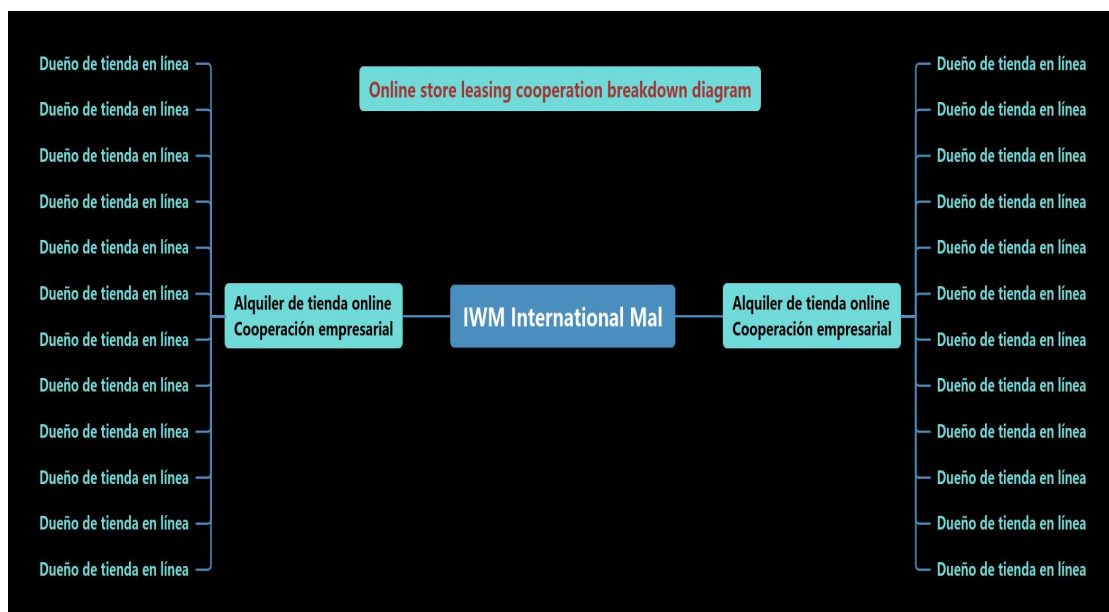 Online store leasing cooperation breakdown diagram
Dueño de tienda en línea
Dueño de tienda en línea
Dueño de tienda en línea
Dueño de tienda en línea
Dueño de tienda en línea
Dueño de tienda en línea
Dueño de tienda en línea
Dueño de tienda en línea
Dueño de tienda en línea
Dueño de tienda en línea
Dueño de tienda en línea
Dueño de tienda en línea
Alquiler de tienda online
Cooperación empresarial
IWM International Mal
Alquiler de tienda online
Cooperación empresarial
Dueño de tienda en línea
Dueño de tienda en línea
Dueño de tienda en línea
Dueño de tienda en línea
Dueño de tienda en línea
Dueño de tienda en línea
Dueño de tienda en línea
Dueño de tienda en línea
Dueño de tienda en línea
Dueño de tienda en línea
Dueño de tienda en línea
Dueño de tienda en línea